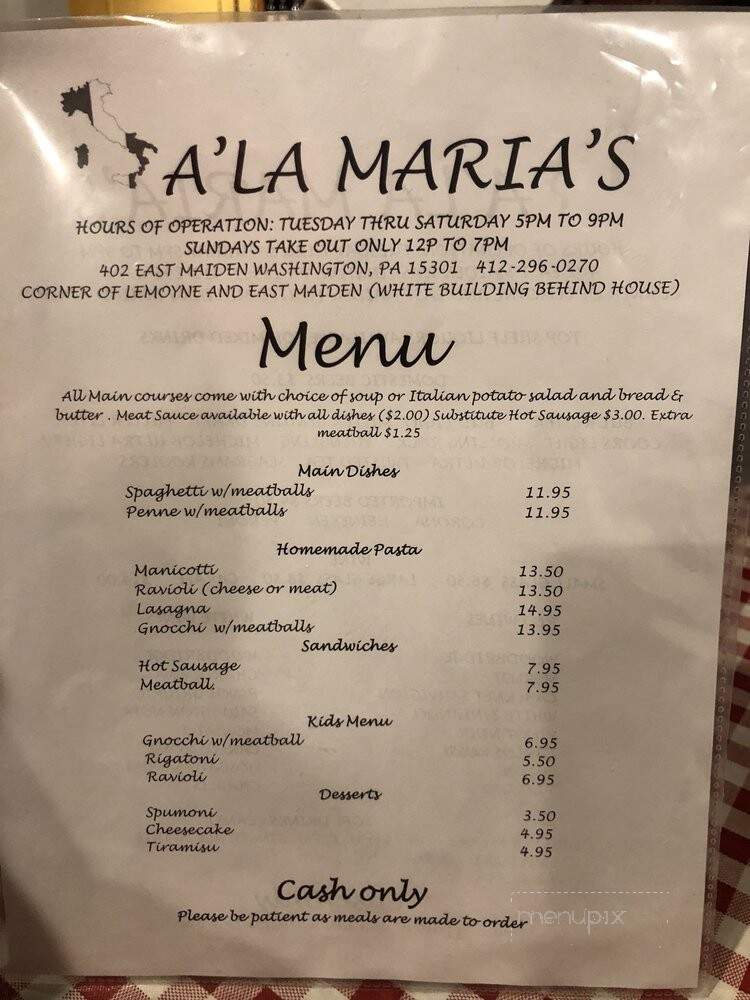 A'LA MARIA'S
HOURS OF OPERATION: TUESDAY THRU SATURDAY 5PM TO 9PM
SUNDAYS TAKE OUT ONLY 12P TO 7PM
402 EAST MAIDEN WASHINGTON, PA 15301 412-296-0270
CORNER OF LEMOYNE AND EAST MAIDEN (WHITE BUILDING BEHIND HOUSE)
Menu
All Main courses come with choice of soup or Italian potato salad and bread &
butter . Meat Sauce available with all dishes ($2.00) Substitute Hot Sausage $3.00. Extra
meatball $1.25
Main Dishes
Spaghetti w/meatballs 11.95
Penne w/meatballs 11.95
Homemade Pasta
Manicotti 13.50
Ravioli (cheese or meat) 13.50
Lasagna 14.95
Gnocchi w/meatballs 13.95
Sandwiches
Hot Sausage 7.95
Meatball. 7.95
Kids Menu
Gnocchi w/meatball 6.95
Rigatoni 5.50
Ravioli 6.95
Desserts
Spumoni 3.50
Cheesecake 4.95
Tiramisu 4.95
Cash only
Please be patient as meals are made to order
menupix